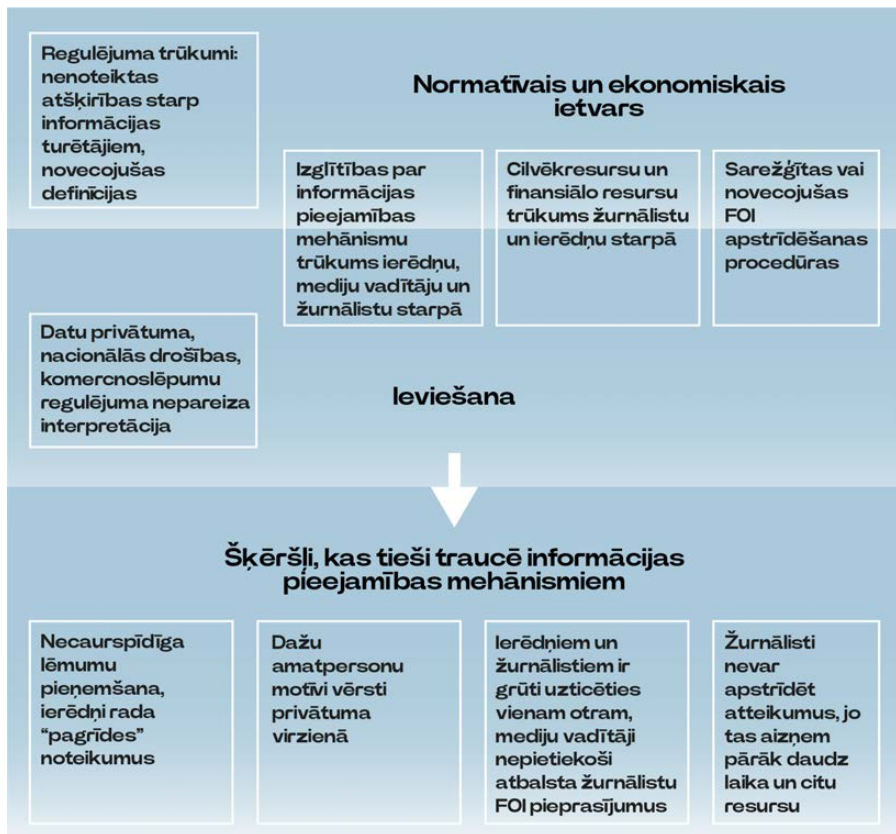 Regulējuma trūkumi:
nenoteiktas
atšķirības starp
informācijas
turētājiem,
novecojušas
definīcijas
Normatīvais un ekonomiskais
ietvars
Izglītības par
informācijas
pieejamības
mehānismu
trūkums ierēdņu,
mediju vadītāju un
žurnālistu starpā
Cilvēkresursu un
finansiālo resursu
trūkums žurnālistu
un ierēdņu starpā
Sarežģītas vai
novecojušas
FOI
apstrīdēšanas
procedūras
Datu privātuma,
nacionālās drošības,
komercnoslēpumu
regulējuma nepareiza
interpretācija
Ieviešana
Šķēršļi, kas tieši traucē informācijas
pieejamības mehānismiem
Necaurspīdīga
lēmumu
pieņemšana,
ierēdņi rada
“pagrīdes”
noteikumus
Dažu
amatpersonu
motīvi vērsti
privātuma
virzienā
Ierēdņiem un
žurnālistiem ir
grūti uzticēties
vienam otram,
mediju vadītāji
nepietiekoši
atbalsta žurnālistu
FOI pieprasījumus
Žurnālisti
nevar
apstrīdēt
atteikumus, jo
tas aizņem
pārāk daudz
laika un citu
resursu